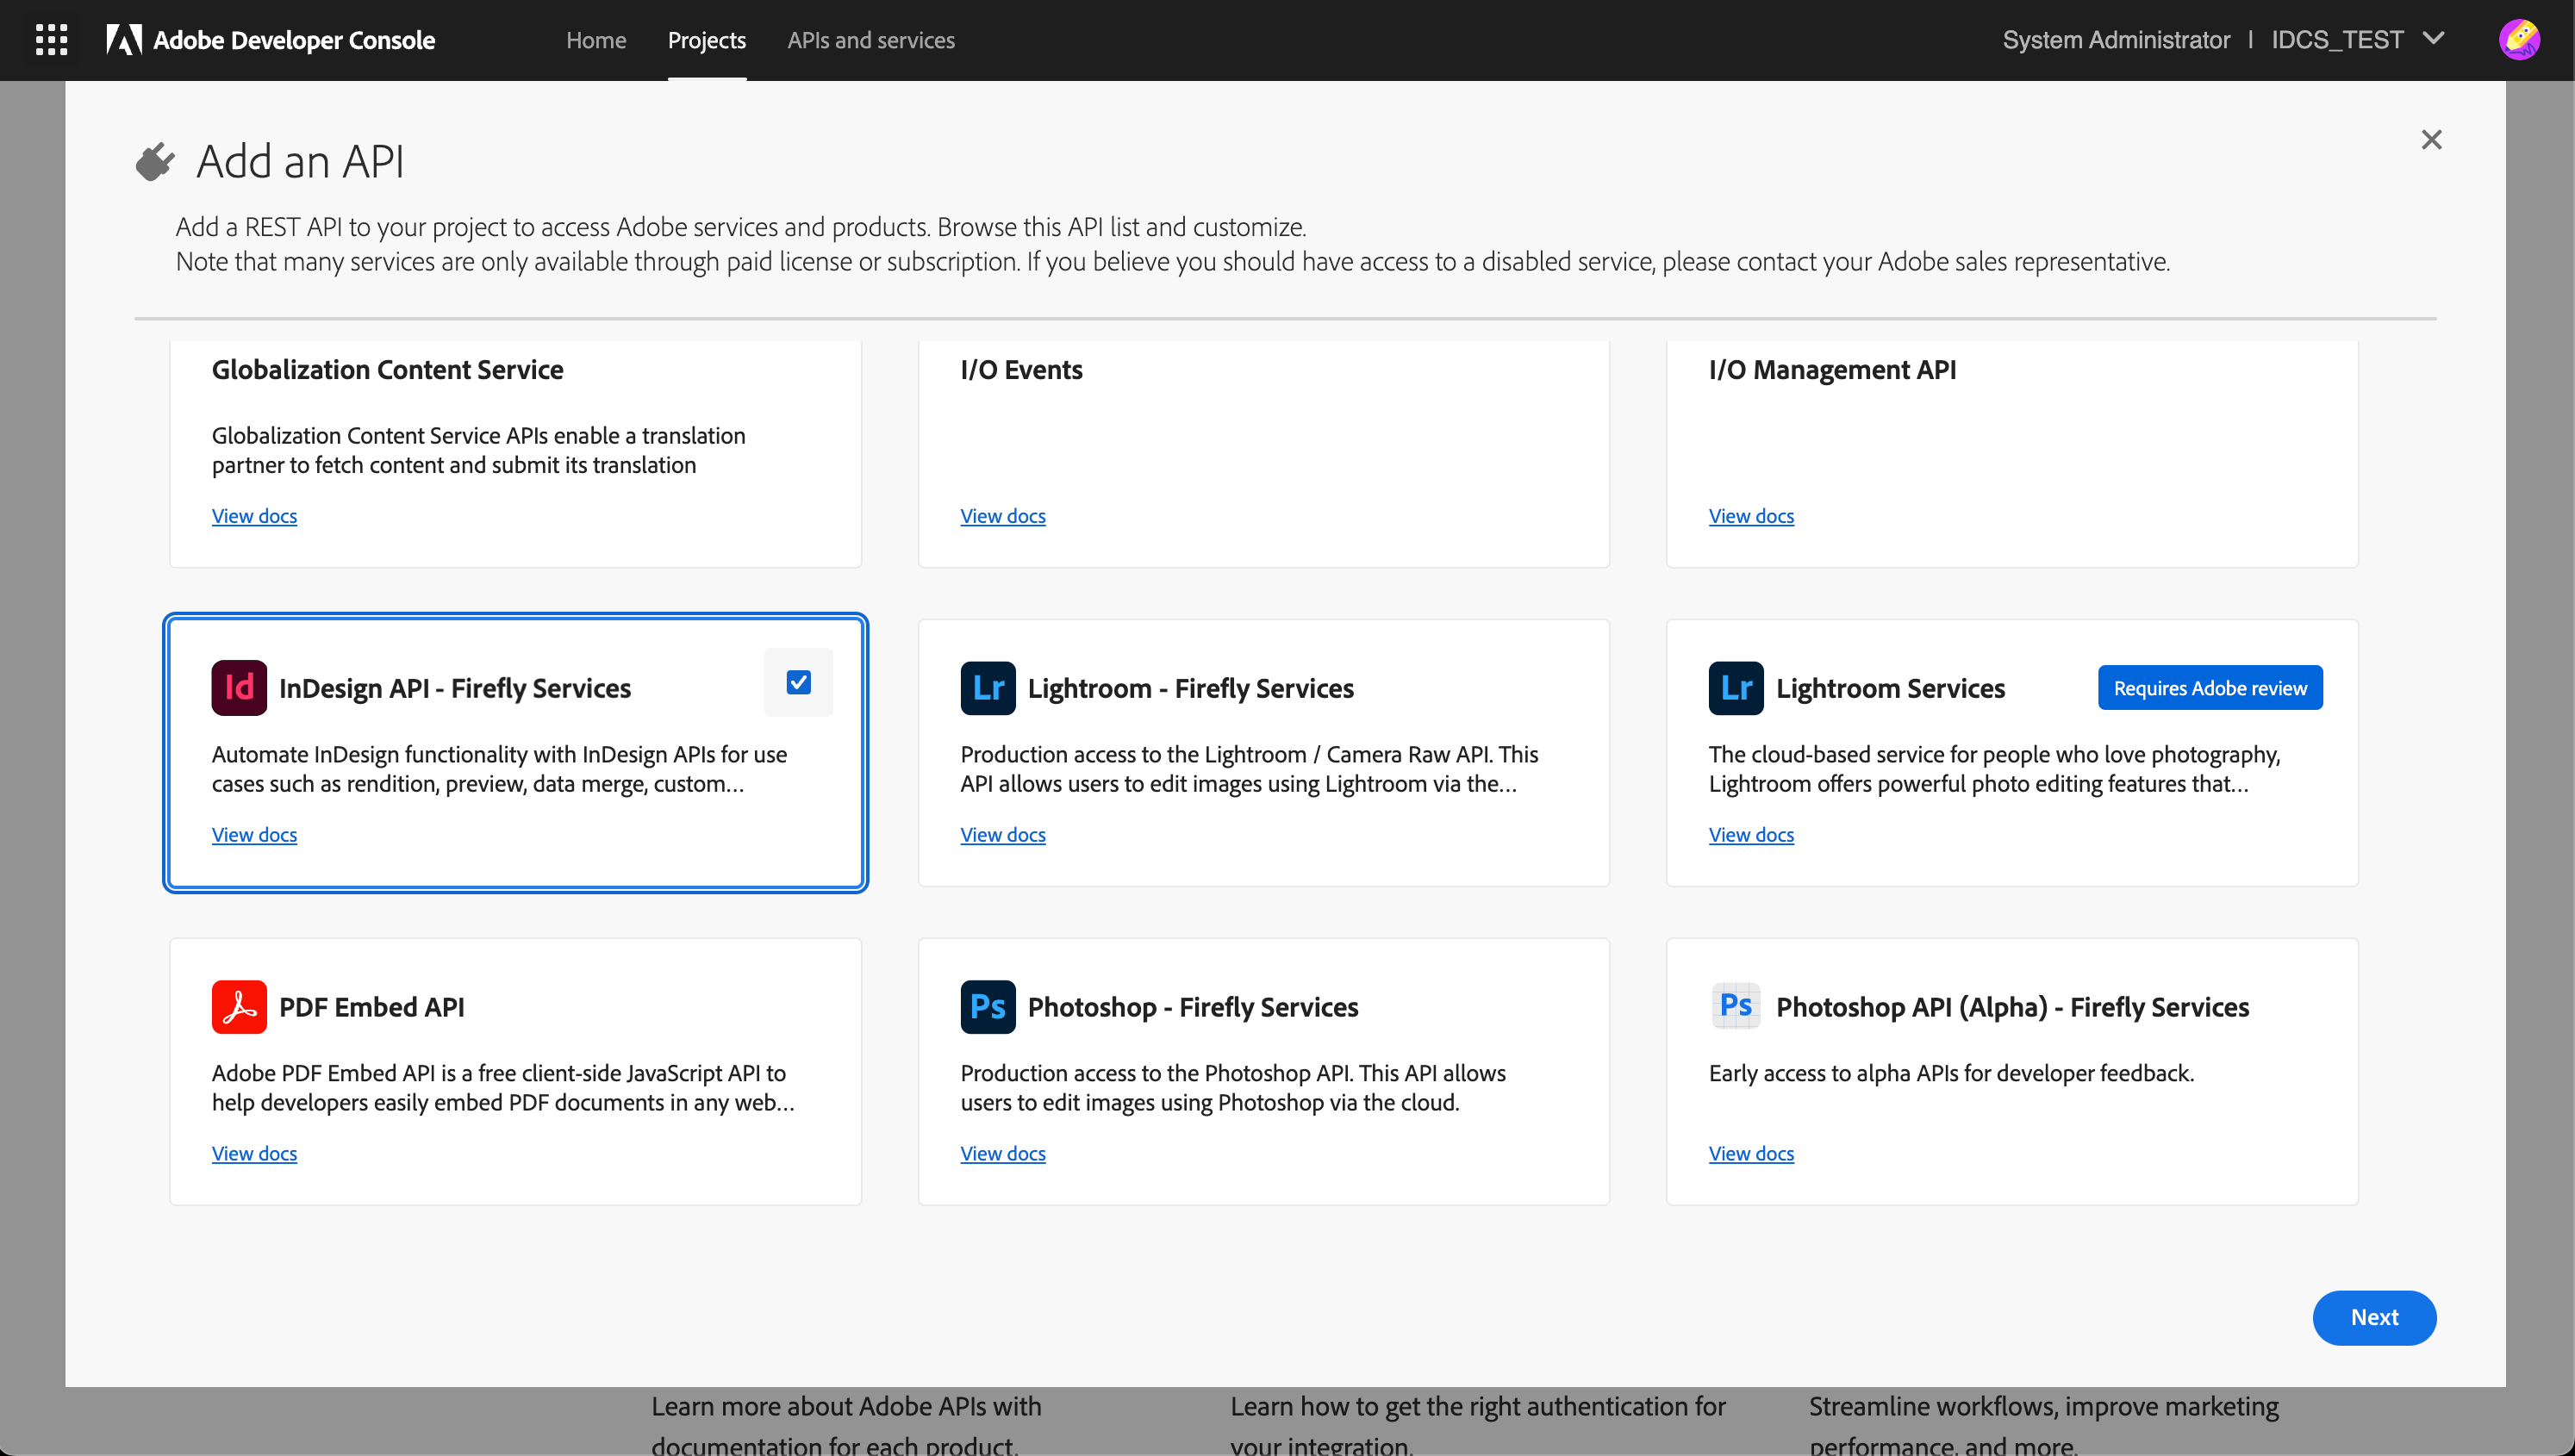 Adobe Developer Console
Home
Projects
APIs and services
System Administrator | IDCS_TEST
Add an API
Add a REST API to your project to access Adobe services and products. Browse this API list and customize.
Note that many services are only available through paid license or subscription. If you believe you should have access to a disabled service, please contact your Adobe sales representative.
Globalization Content Service
Globalization Content Service APIs enable a translation
partner to fetch content and submit its translation
View docs
I/O Events
View docs
I/O Management API
View docs
Id
InDesign API - Firefly Services
Automate InDesign functionality with InDesign APIs for use
cases such as rendition, preview, data merge, custom...
View docs
Lr
Lightroom - Firefly Services
Production access to the Lightroom / Camera Raw API. This
API allows users to edit images using Lightroom via the...
View docs
Lr
Lightroom Services
Requires Adobe review
The cloud-based service for people who love photography,
Lightroom offers powerful photo editing features that...
View docs
PDF Embed API
Adobe PDF Embed API is a free client-side JavaScript API to
help developers easily embed PDF documents in any web...
View docs
Ps
Photoshop - Firefly Services
Production access to the Photoshop API. This API allows
users to edit images using Photoshop via the cloud.
View docs
Ps
Photoshop API (Alpha) - Firefly Services
Early access to alpha APIs for developer feedback.
View docs
Next
Learn more about Adobe APIs with
documentation for each product.
Learn how to get the right authentication for
your integration.
Streamline workflows, improve marketing
performance, and more.